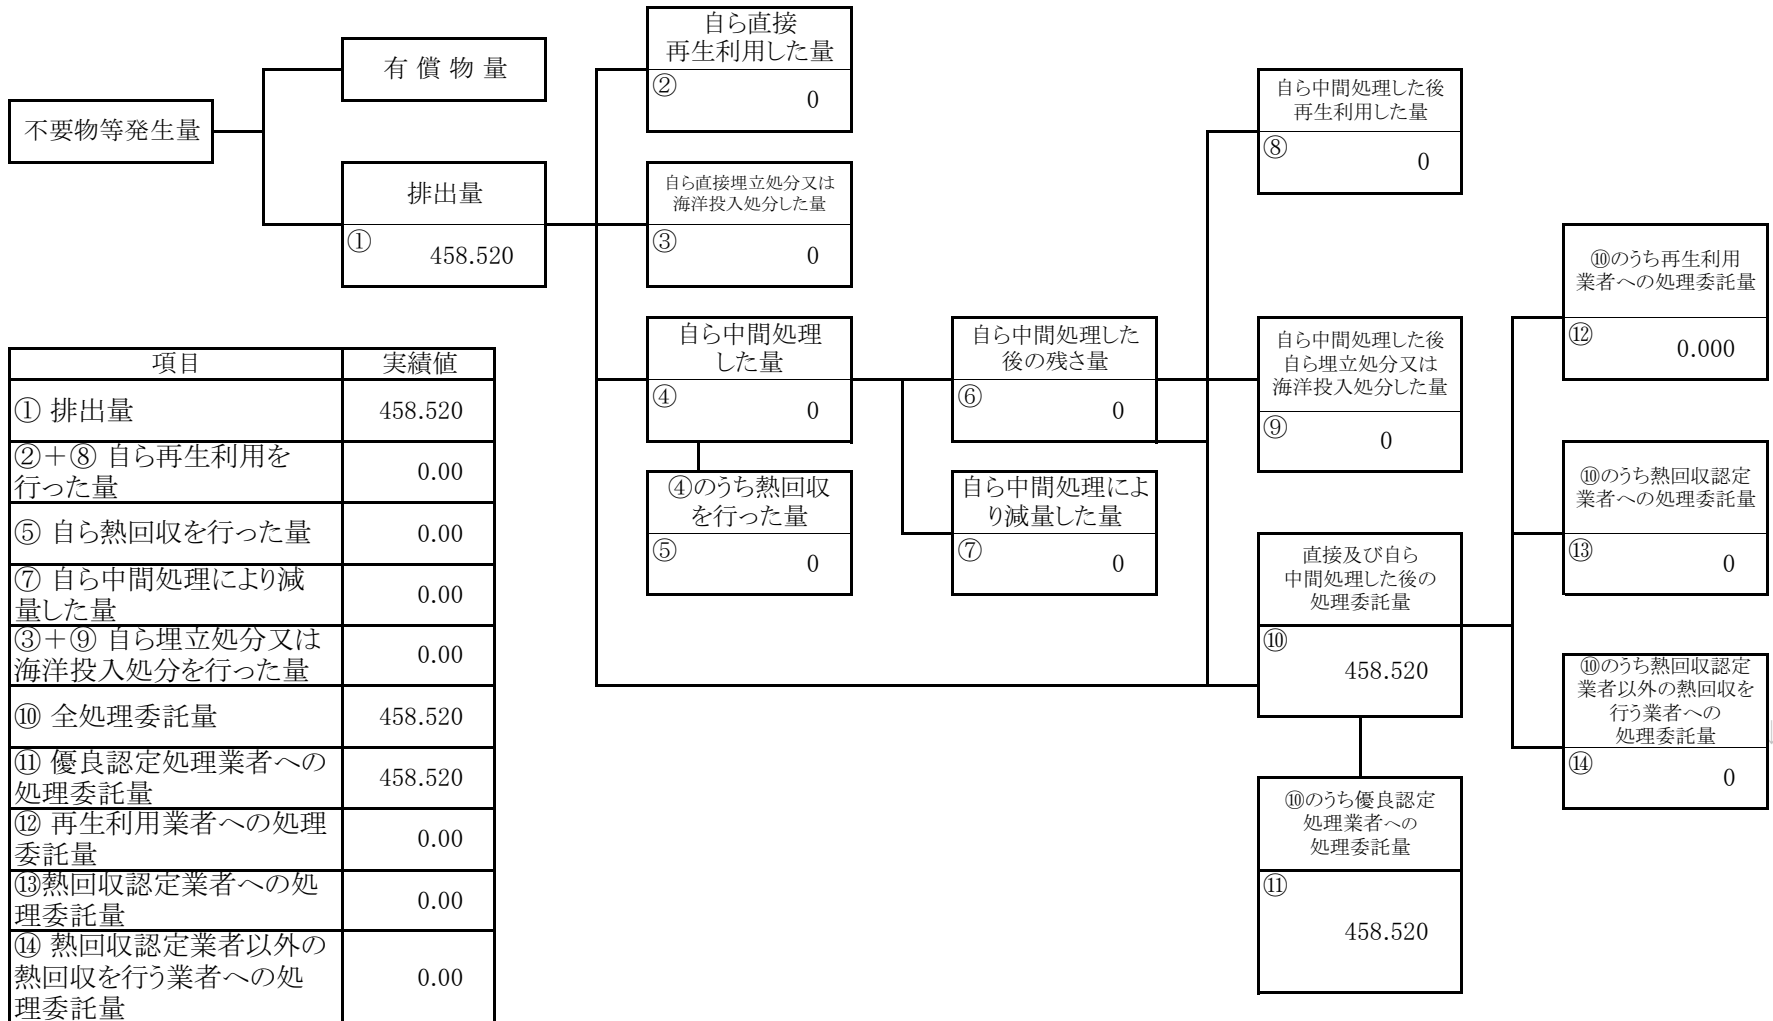 不要物等発生量
有 償 物 量
排出量
①
458.520
自ら直接
再生利用した量
②
0
自ら直接埋立処分又は
海洋投入処分した量
③
0
自ら中間処理
した量
④
0
④のうち熱回収
を行った量
⑤
0
自ら中間処理した
後の残さ量
⑥
0
自ら中間処理によ
り減量した量
⑦
0
自ら中間処理した後
再生利用した量
⑧
0
自ら中間処理した後
自ら埋立処分又は
海洋投入処分した量
⑨
0
直接及び自ら
中間処理した後の
処理委託量
⑩
458.520
⑩のうち優良認定
処理業者への
処理委託量
⑪
458.520
⑩のうち再生利用
業者への処理委託量
⑫
0.000
⑩のうち熱回収認定
業者への処理委託量
⑬
0
⑩のうち熱回収認定
業者以外の熱回収を
行う業者への
処理委託量
⑭
0
項目 実績値
① 排出量 458.520
②＋⑧ 自ら再生利用を
行った量 0.00
⑤ 自ら熱回収を行った量 0.00
⑦ 自ら中間処理により減
量した量 0.00
③＋⑨ 自ら埋立処分又は
海洋投入処分を行った量 0.00
⑩ 全処理委託量 458.520
⑪ 優良認定処理業者への
処理委託量 458.520
⑫ 再生利用業者への処理
委託量 0.00
⑬熱回収認定業者への処
理委託量 0.00
⑭ 熱回収認定業者以外の
熱回収を行う業者への処
理委託量 0.00